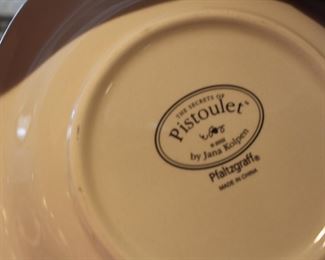 THE SECRETS OF
Pistoulet®
by Jana Kolpen
Pfaltzgraff®
MADE IN CHINA